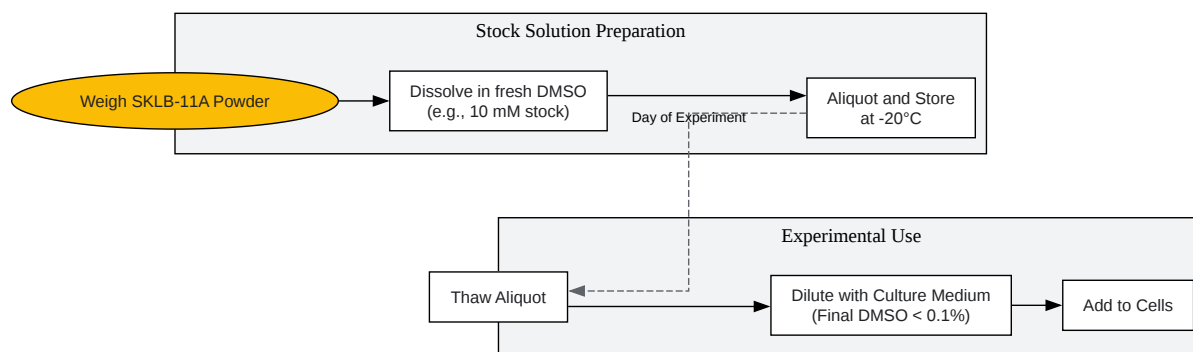 Stock Solution Preparation
Weigh SKLB-11A Powder
Dissolve in fresh DMSO
(e.g., 10 mM stock)
Day of Experiment
Aliquot and Store
at -20°C
Experimental Use
Thaw Aliquot
Dilute with Culture Medium
(Final DMSO < 0.1%)
Add to Cells